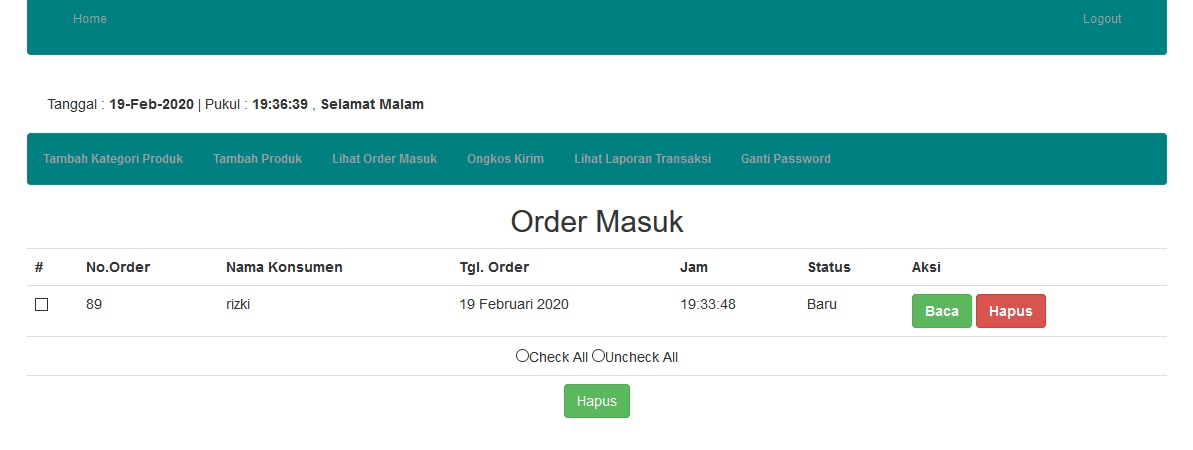 Home Logout
Tanggal : 19-Feb-2020 | Pukul : 19:36:39 , Selamat Malam
Tambah Kategori Produk Tambah Produk Lihat Order Masuk Ongkos Kirim Lihat Laporan Transaksi Ganti Password
Order Masuk
# No.Order Nama Konsumen Tgl. Order Jam Status Aksi
89 rizki 19 Februari 2020 19:33:48 Baru Baca Hapus
Check All Uncheck All
Hapus